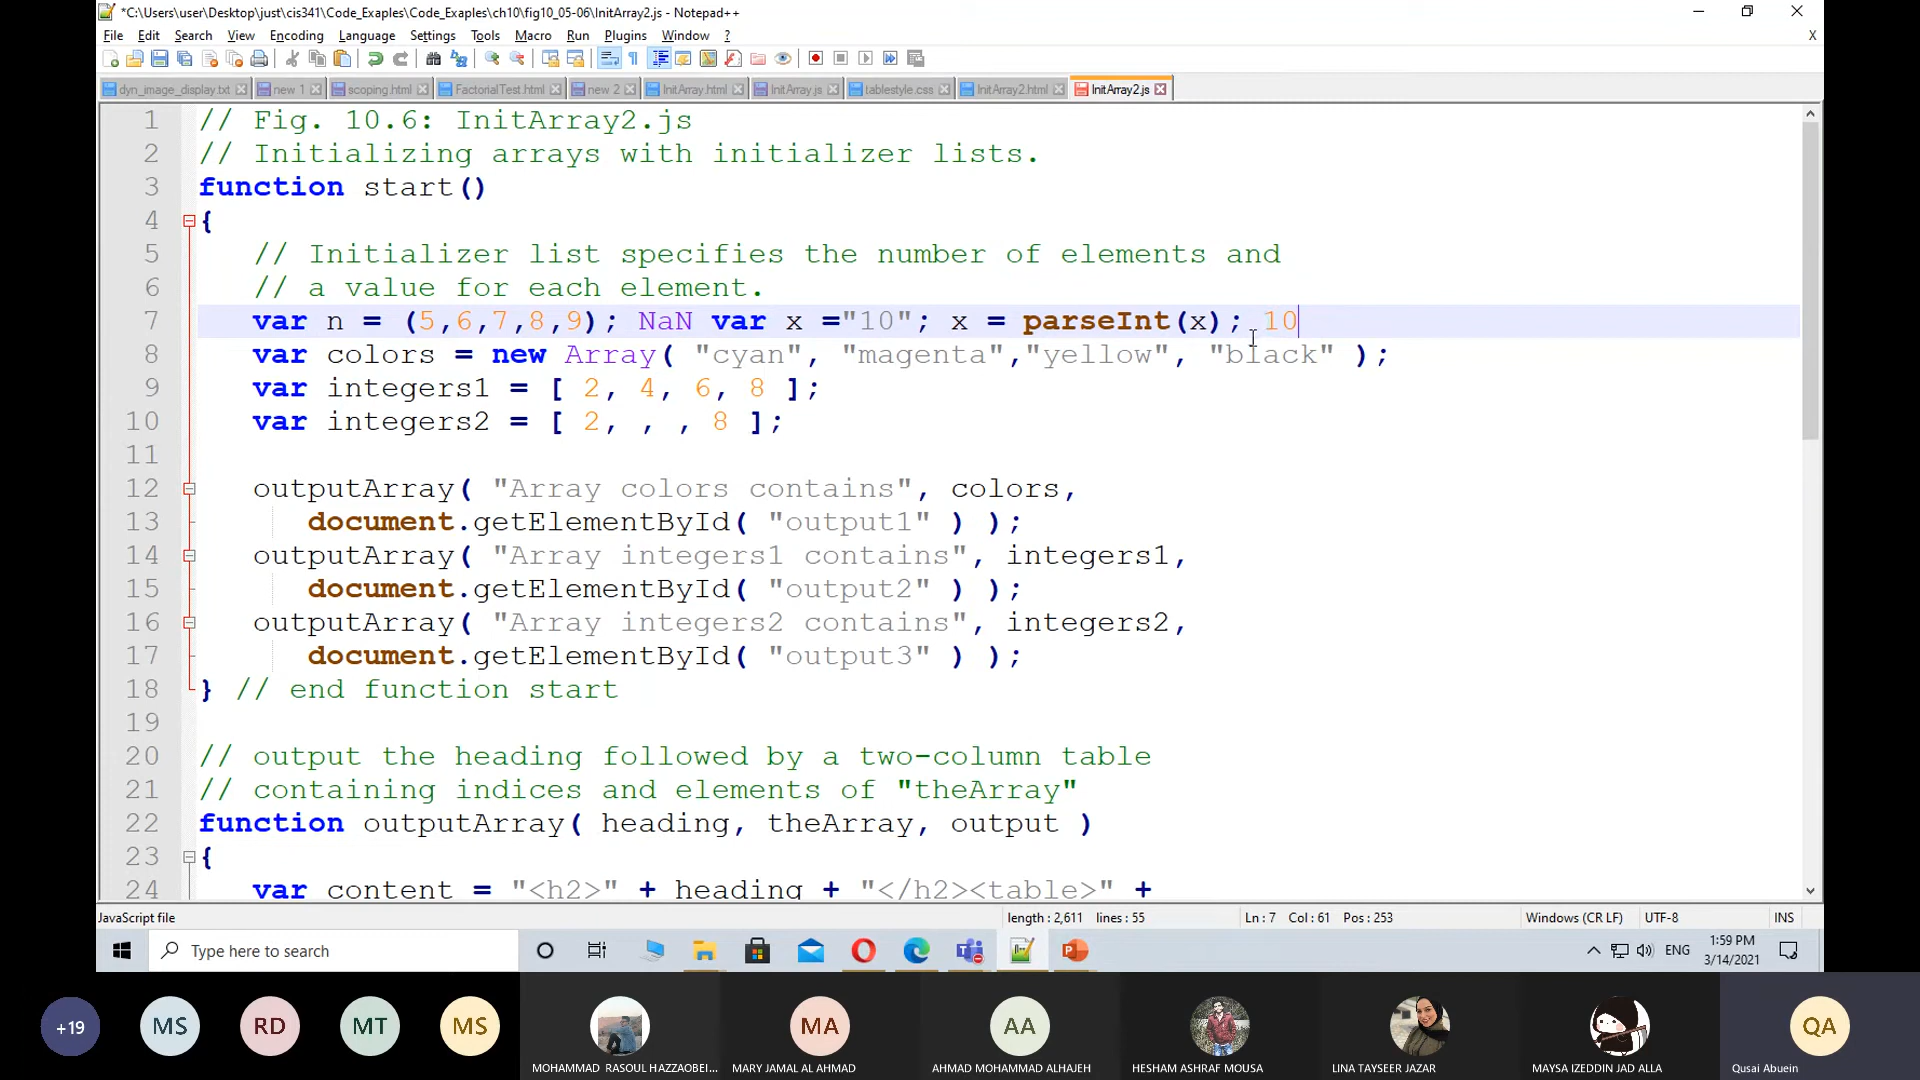 *C:\Users\user\Desktop\just\cis341\Code_Exaples\Code_Exaples\ch10\fig10_05-06\InitArray2.js - Notepad++
File Edit Search View Encoding Language Settings Tools Macro Run Plugins Window ? X
dyn_image_display.txt new 1 scoping.html FactorialTest.html new 2 InitArray.html InitArray.js tablestyle.css InitArray2.html InitArray2.js
1 // Fig. 10.6: InitArray2.js
2 // Initializing arrays with initializer lists.
3 function start()
4 {
5 // Initializer list specifies the number of elements and
6 // a value for each element.
7 var n = (5,6,7,8,9); NaN var x ="10"; x = parseInt(x); 10
8 var colors = new Array( "cyan", "magenta","yellow", "black" );
9 var integers1 = [ 2, 4, 6, 8 ];
10 var integers2 = [ 2, , , 8 ];
11
12 outputArray( "Array colors contains", colors,
13 document.getElementById( "output1" ) );
14 outputArray( "Array integers1 contains", integers1,
15 document.getElementById( "output2" ) );
16 outputArray( "Array integers2 contains", integers2,
17 document.getElementById( "output3" ) );
18 } // end function start
19
20 // output the heading followed by a two-column table
21 // containing indices and elements of "theArray"
22 function outputArray( heading, theArray, output )
23 {
24 var content = "<h2>" + heading + "</h2><table>" +
JavaScript file length : 2,611 lines : 55 Ln : 7 Col : 61 Pos : 253 Windows (CR LF) UTF-8 INS
Type here to search ENG 1:59 PM
3/14/2021
+19 MS RD MT MS MA AA QA
MOHAMMAD RASOUL HAZZAOBEI... MARY JAMAL AL AHMAD AHMAD MOHAMMAD ALHAJEH HESHAM ASHRAF MOUSA LINA TAYSEER JAZAR MAYSA IZEDDIN JAD ALLA Qusai Abuein